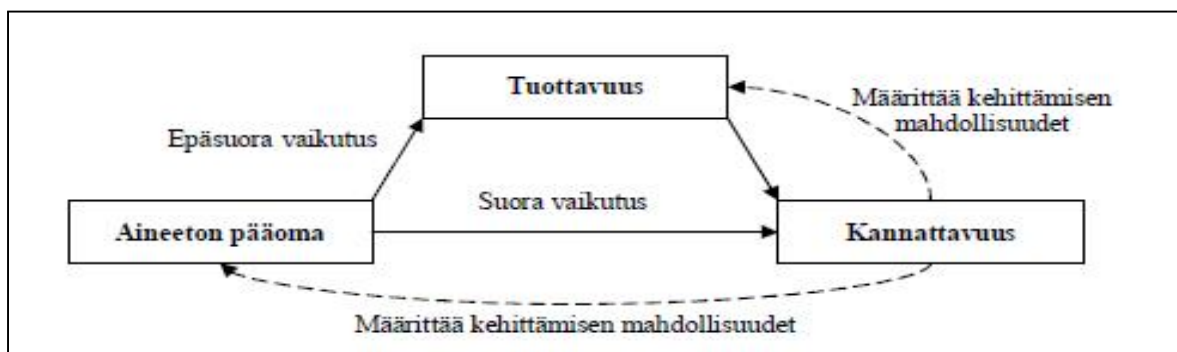 Tuottavuus
Määrittää kehittämisen
mahdollisuudet
Epäsuora vaikutus
Suora vaikutus
Aineeton pääoma
Kannattavuus
Määrittää kehittämisen mahdollisuudet